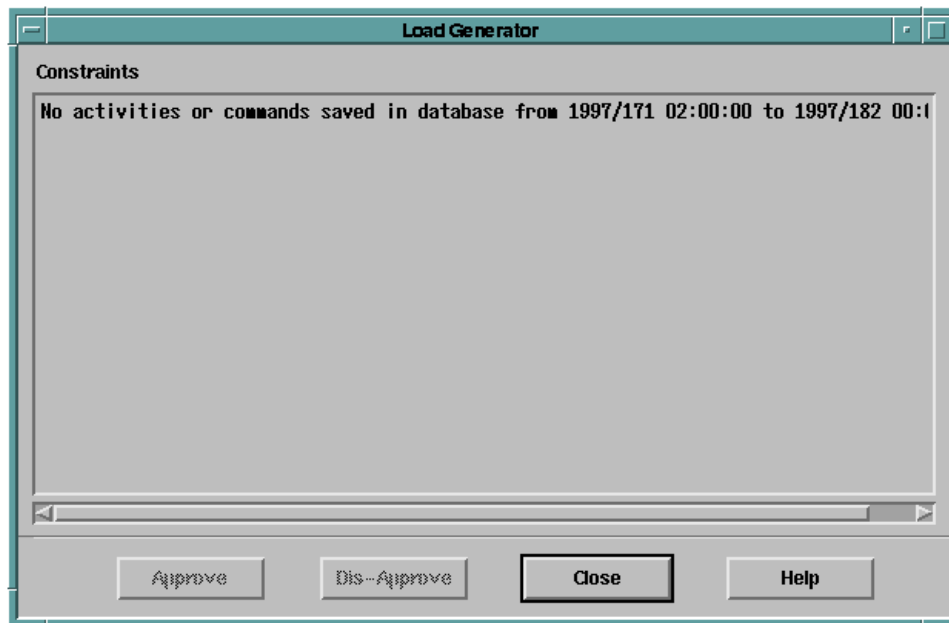 Load Generator
Constraints
No activities or commands saved in database from 1997/171 02:00:00 to 1997/182 00:
Approve
Dis-Approve
Close
Help